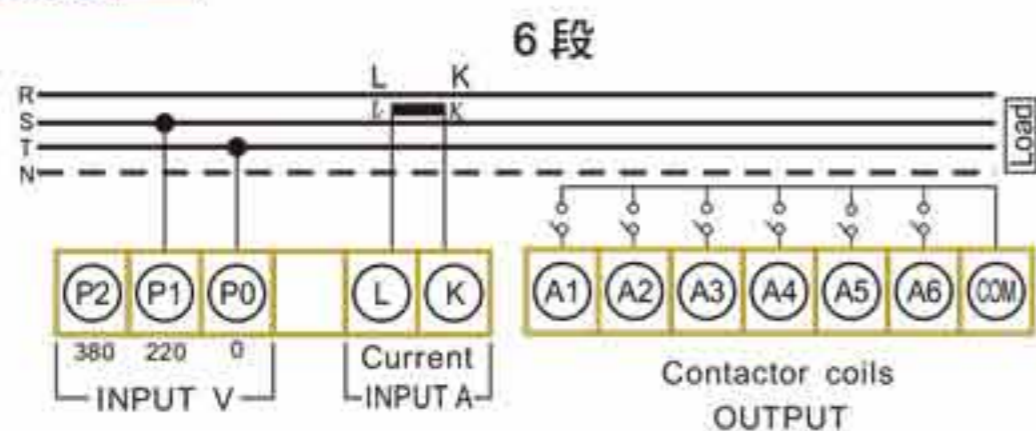 6 段
L K
R
L K
S
T
N
Load
P2 P1 P0 L K A1 A2 A3 A4 A5 A6 COM
380 220 0
Current
INPUT V
INPUT A
Contactor coils
OUTPUT